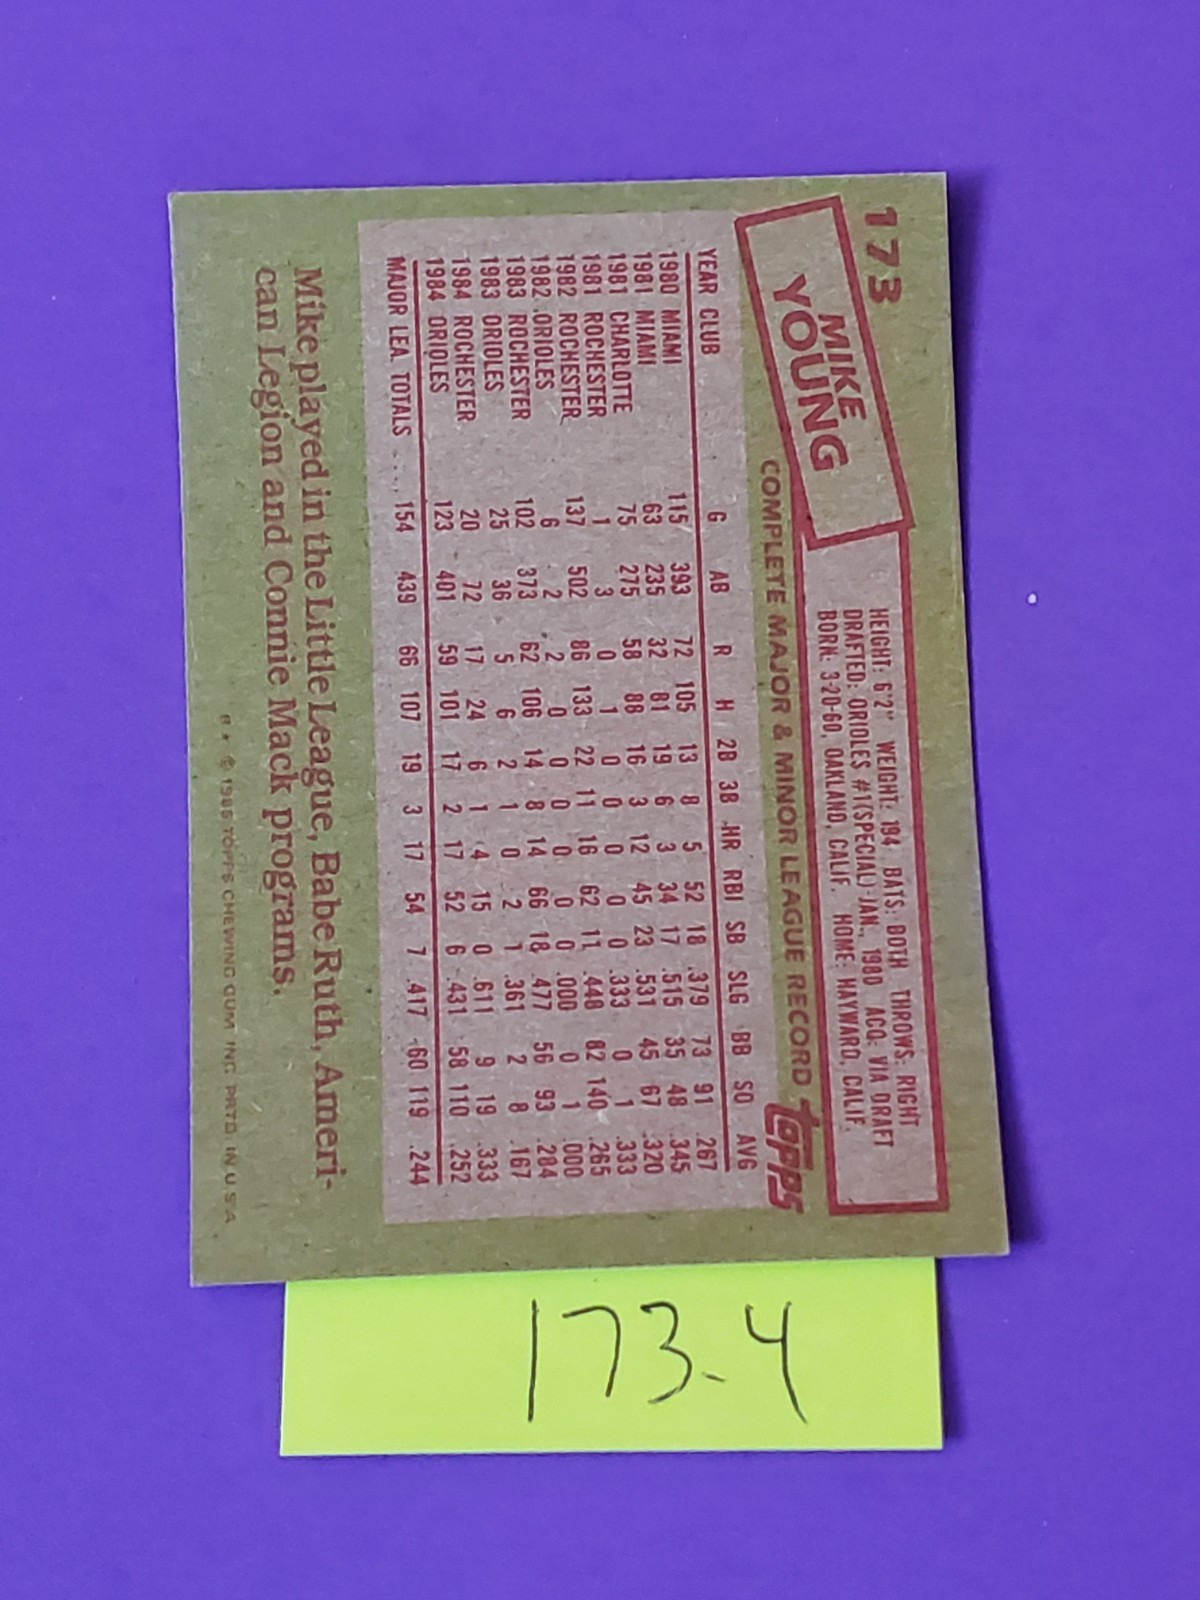 173
MIKE
YOUNG
HEIGHT: 6'2" WEIGHT: 194 BATS: BOTH THROWS: RIGHT
DRAFTED: ORIOLES #1(SPECIAL)-JAN., 1980 ACQ: VIA DRAFT
BORN: 3-20-60, OAKLAND, CALIF. HOME: HAYWARD, CALIF.
COMPLETE MAJOR & MINOR LEAGUE RECORD topps
YEAR CLUB G AB R H 2B 3B HR RBI SB SLG BB SO AVG
1980 MIAMI 115 393 72 105 13 8 5 52 18 .379 73 91 .267
1981 MIAMI 63 235 32 81 19 6 3 34 17 .515 35 48 .345
1981 CHARLOTTE 75 275 58 88 16 3 12 45 23 .531 45 67 .320
1981 ROCHESTER 1 3 0 1 0 0 0 0 0 .333 0 1 .333
1982 ROCHESTER 137 502 86 133 22 11 16 62 11 .448 82 140 .265
1982 ORIOLES 6 2 2 0 0 0 0 0 0 .000 0 1 .000
1983 ROCHESTER 102 373 62 106 14 8 14 66 18 .477 56 93 .284
1983 ORIOLES 25 36 5 6 2 1 0 2 1 .361 2 8 .167
1984 ROCHESTER 20 72 17 24 6 1 4 15 0 .611 9 19 .333
1984 ORIOLES 123 401 59 101 17 2 17 52 6 .431 58 110 .252
MAJOR LEA. TOTALS ... 154 439 66 107 19 3 17 54 7 .417 60 119 .244
Mike played in the Little League, Babe Ruth, Ameri-
can Legion and Connie Mack programs.
© 1985 TOPPS CHEWING GUM INC. PRTD. IN U.S.A.
173.4